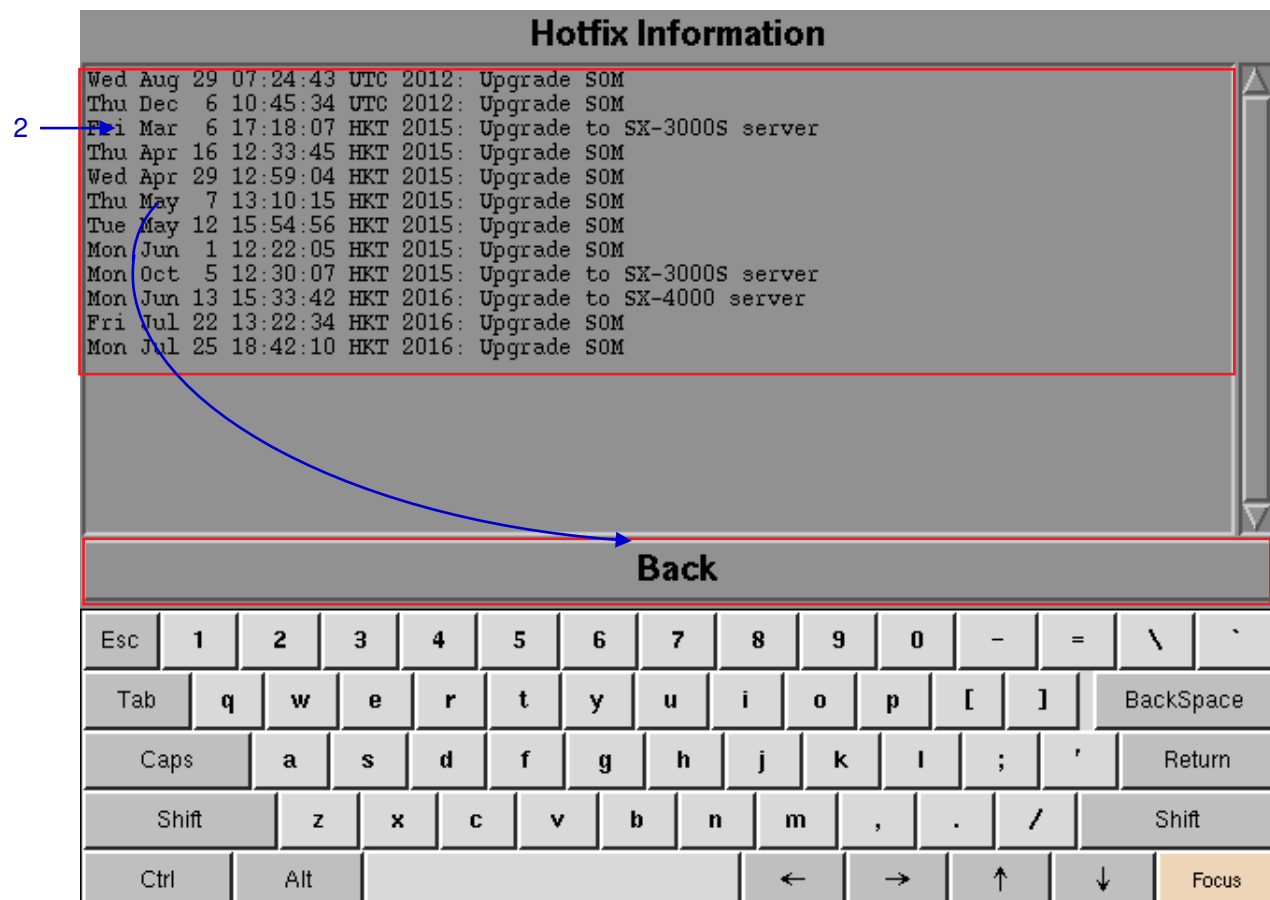 Hotfix Information
Wed Aug 29 07:24:43 UTC 2012: Upgrade SOM
Thu Dec  6 10:45:34 UTC 2012: Upgrade SOM
2
Fri Mar  6 17:18:07 HKT 2015: Upgrade to SX-3000S server
Thu Apr 16 12:33:45 HKT 2015: Upgrade SOM
Wed Apr 29 12:59:04 HKT 2015: Upgrade SOM
Thu May  7 13:10:15 HKT 2015: Upgrade SOM
Tue May 12 15:54:56 HKT 2015: Upgrade SOM
Mon Jun  1 12:22:05 HKT 2015: Upgrade SOM
Mon Oct  5 12:30:07 HKT 2015: Upgrade to SX-3000S server
Mon Jun 13 15:33:42 HKT 2016: Upgrade to SX-4000 server
Fri Jul 22 13:22:34 HKT 2016: Upgrade SOM
Mon Jul 25 18:42:10 HKT 2016: Upgrade SOM
Back
Esc 1 2 3 4 5 6 7 8 9 0 - = \ `
Tab q w e r t y u i o p [ ] BackSpace
Caps a s d f g h j k l ; ' Return
Shift z x c v b n m , . / Shift
Ctrl Alt ← → ↑ ↓ Focus